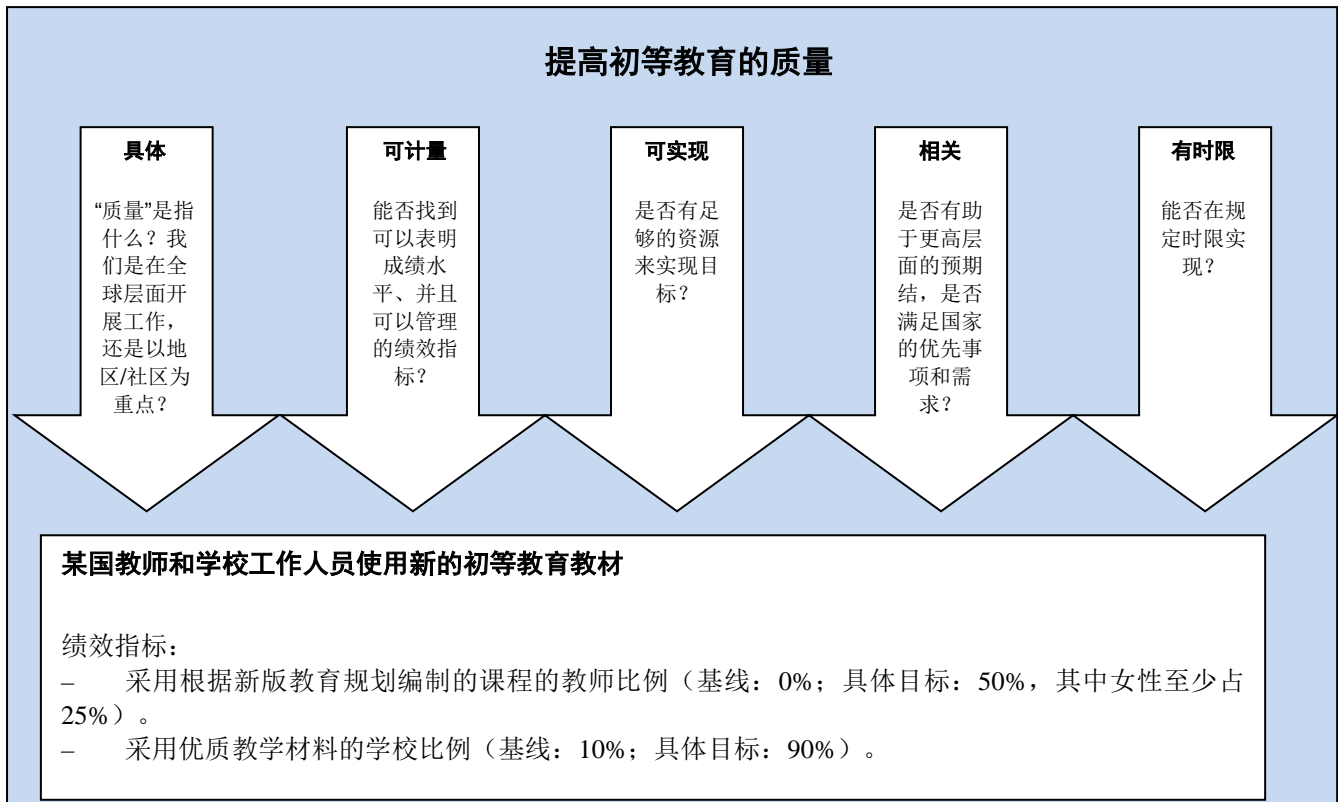 提高初等教育的质量
具体
“质量”是指
什么？我
们是在全
球层面开
展工作，
还是以地
区/社区为
重点？
可计量
能否找到
可以表明
成绩水
平、并且
可以管理
的绩效指
标？
可实现
是否有足
够的资源
来实现目
标？
相关
是否有助
于更高层
面的预期
结，是否
满足国家
的优先事
项和需
求？
有时限
能否在规
定时限实
现？
某国教师和学校工作人员使用新的初等教育教材
绩效指标：
– 采用根据新版教育规划编制的课程的教师比例（基线：0%；具体目标：50%，其中女性至少占
25%）。
– 采用优质教学材料的学校比例（基线：10%；具体目标：90%）。